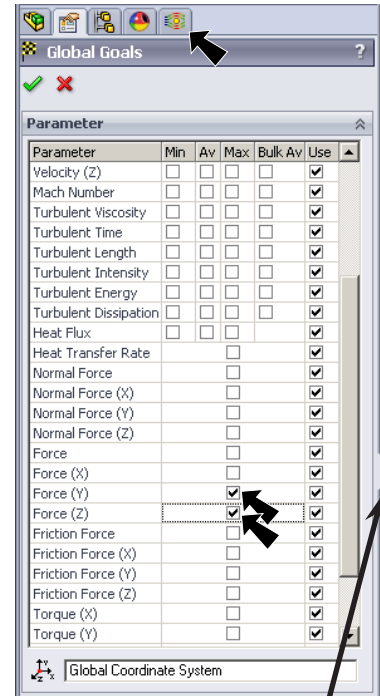 Global Goals ?
Parameter
Parameter Min Av Max Bulk Av Use
Velocity (Z)
Mach Number
Turbulent Viscosity
Turbulent Time
Turbulent Length
Turbulent Intensity
Turbulent Energy
Turbulent Dissipation
Heat Flux
Heat Transfer Rate
Normal Force
Normal Force (X)
Normal Force (Y)
Normal Force (Z)
Force
Force (X)
Force (Y)
Force (Z)
Friction Force
Friction Force (X)
Friction Force (Y)
Friction Force (Z)
Torque (X)
Torque (Y)
Y
Z X
Global Coordinate System